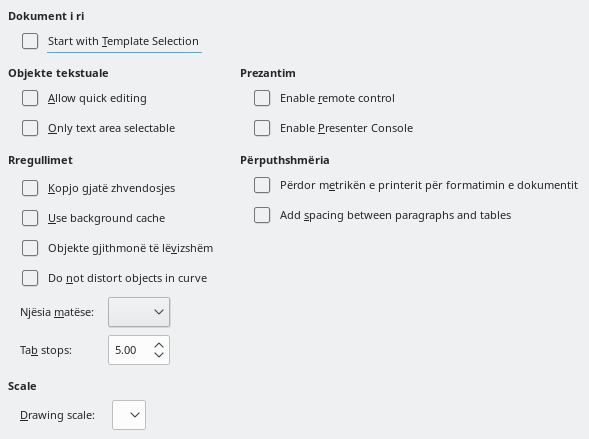 Dokument i ri
Start with Template Selection
Objekte tekstuale
Allow quick editing
Only text area selectable
Prezantim
Enable remote control
Enable Presenter Console
Rregullimet
Kopjo gjatë zhvendosjes
Use background cache
Objekte gjithmonë të lëvizshëm
Do not distort objects in curve
Njësia matëse:
Tab stops: 5.00
Përputhshmëria
Përdor metrikën e printerit për formatimin e dokumentit
Add spacing between paragraphs and tables
Scale
Drawing scale: